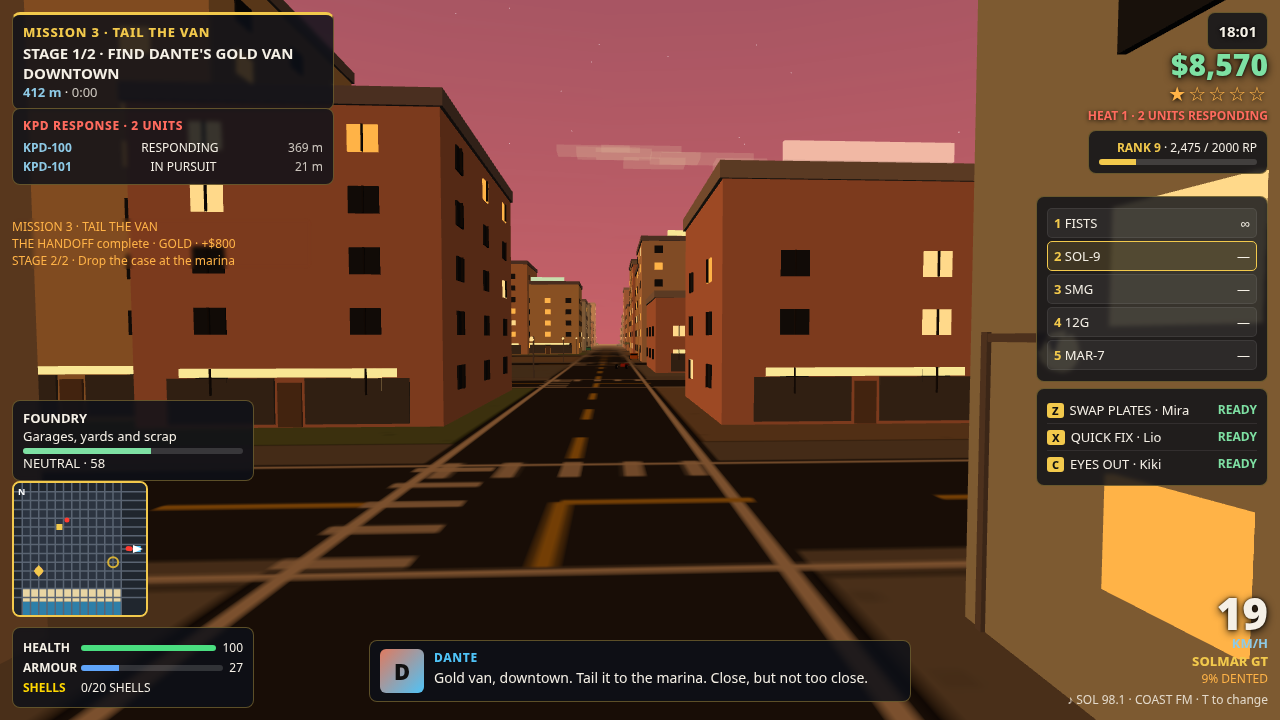 MISSION 3 · TAIL THE VAN
STAGE 1/2 · FIND DANTE'S GOLD VAN
DOWNTOWN
412 m · 0:00
KPD RESPONSE · 2 UNITS
KPD-100 RESPONDING 369 m
KPD-101 IN PURSUIT 21 m
MISSION 3 · TAIL THE VAN
THE HANDOFF complete · GOLD · +$800
STAGE 2/2 · Drop the case at the marina
18:01
$8,570
★☆☆☆☆
HEAT 1 · 2 UNITS RESPONDING
RANK 9 · 2,475 / 2000 RP
1 FISTS ∞
2 SOL-9 —
3 SMG —
4 12G —
5 MAR-7 —
Z SWAP PLATES · Mira READY
X QUICK FIX · Lio READY
C EYES OUT · Kiki READY
FOUNDRY
Garages, yards and scrap
NEUTRAL · 58
N
HEALTH 100
ARMOUR 27
SHELLS 0/20 SHELLS
D
DANTE
Gold van, downtown. Tail it to the marina. Close, but not too close.
19
KM/H
SOLMAR GT
9% DENTED
♪ SOL 98.1 · COAST FM · T to change